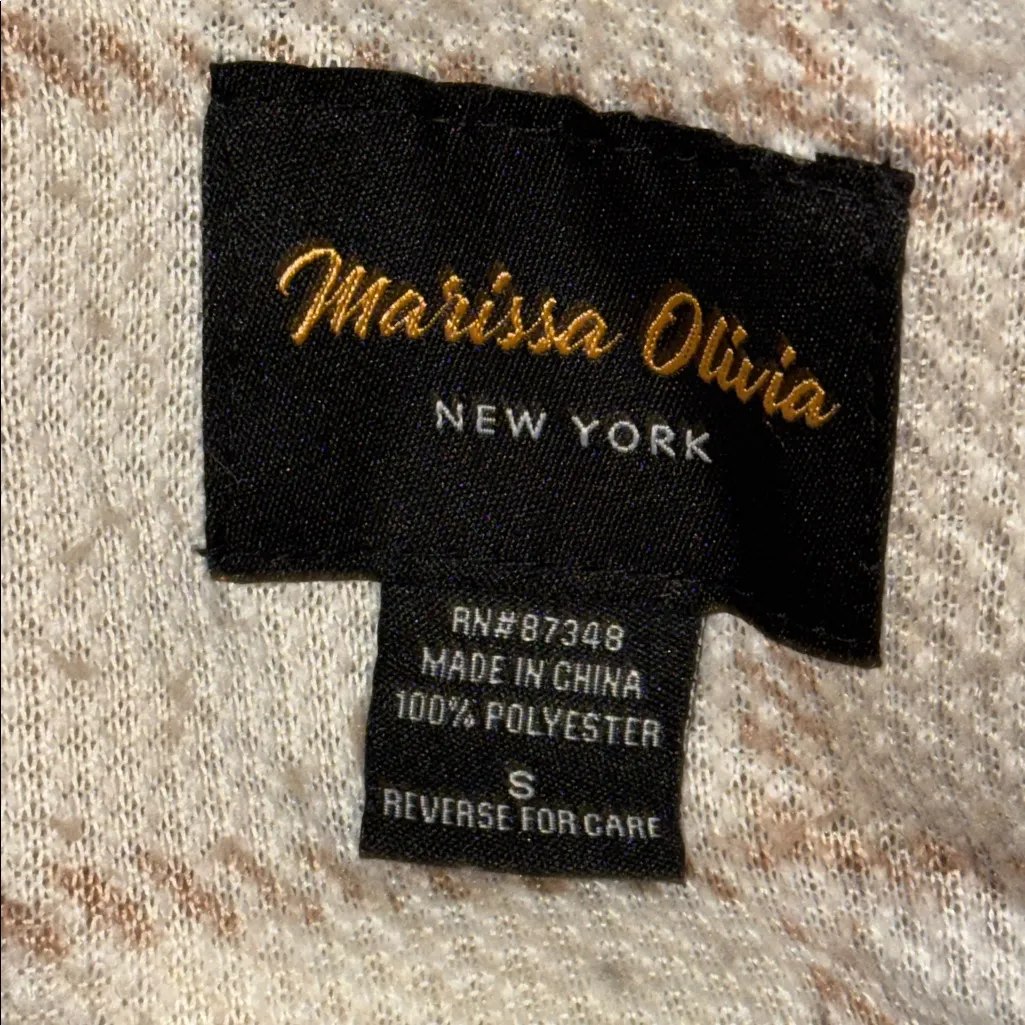 Marissa Olivia
NEW YORK
RN#87348
MADE IN CHINA
100% POLYESTER
S
REVERSE FOR CARE